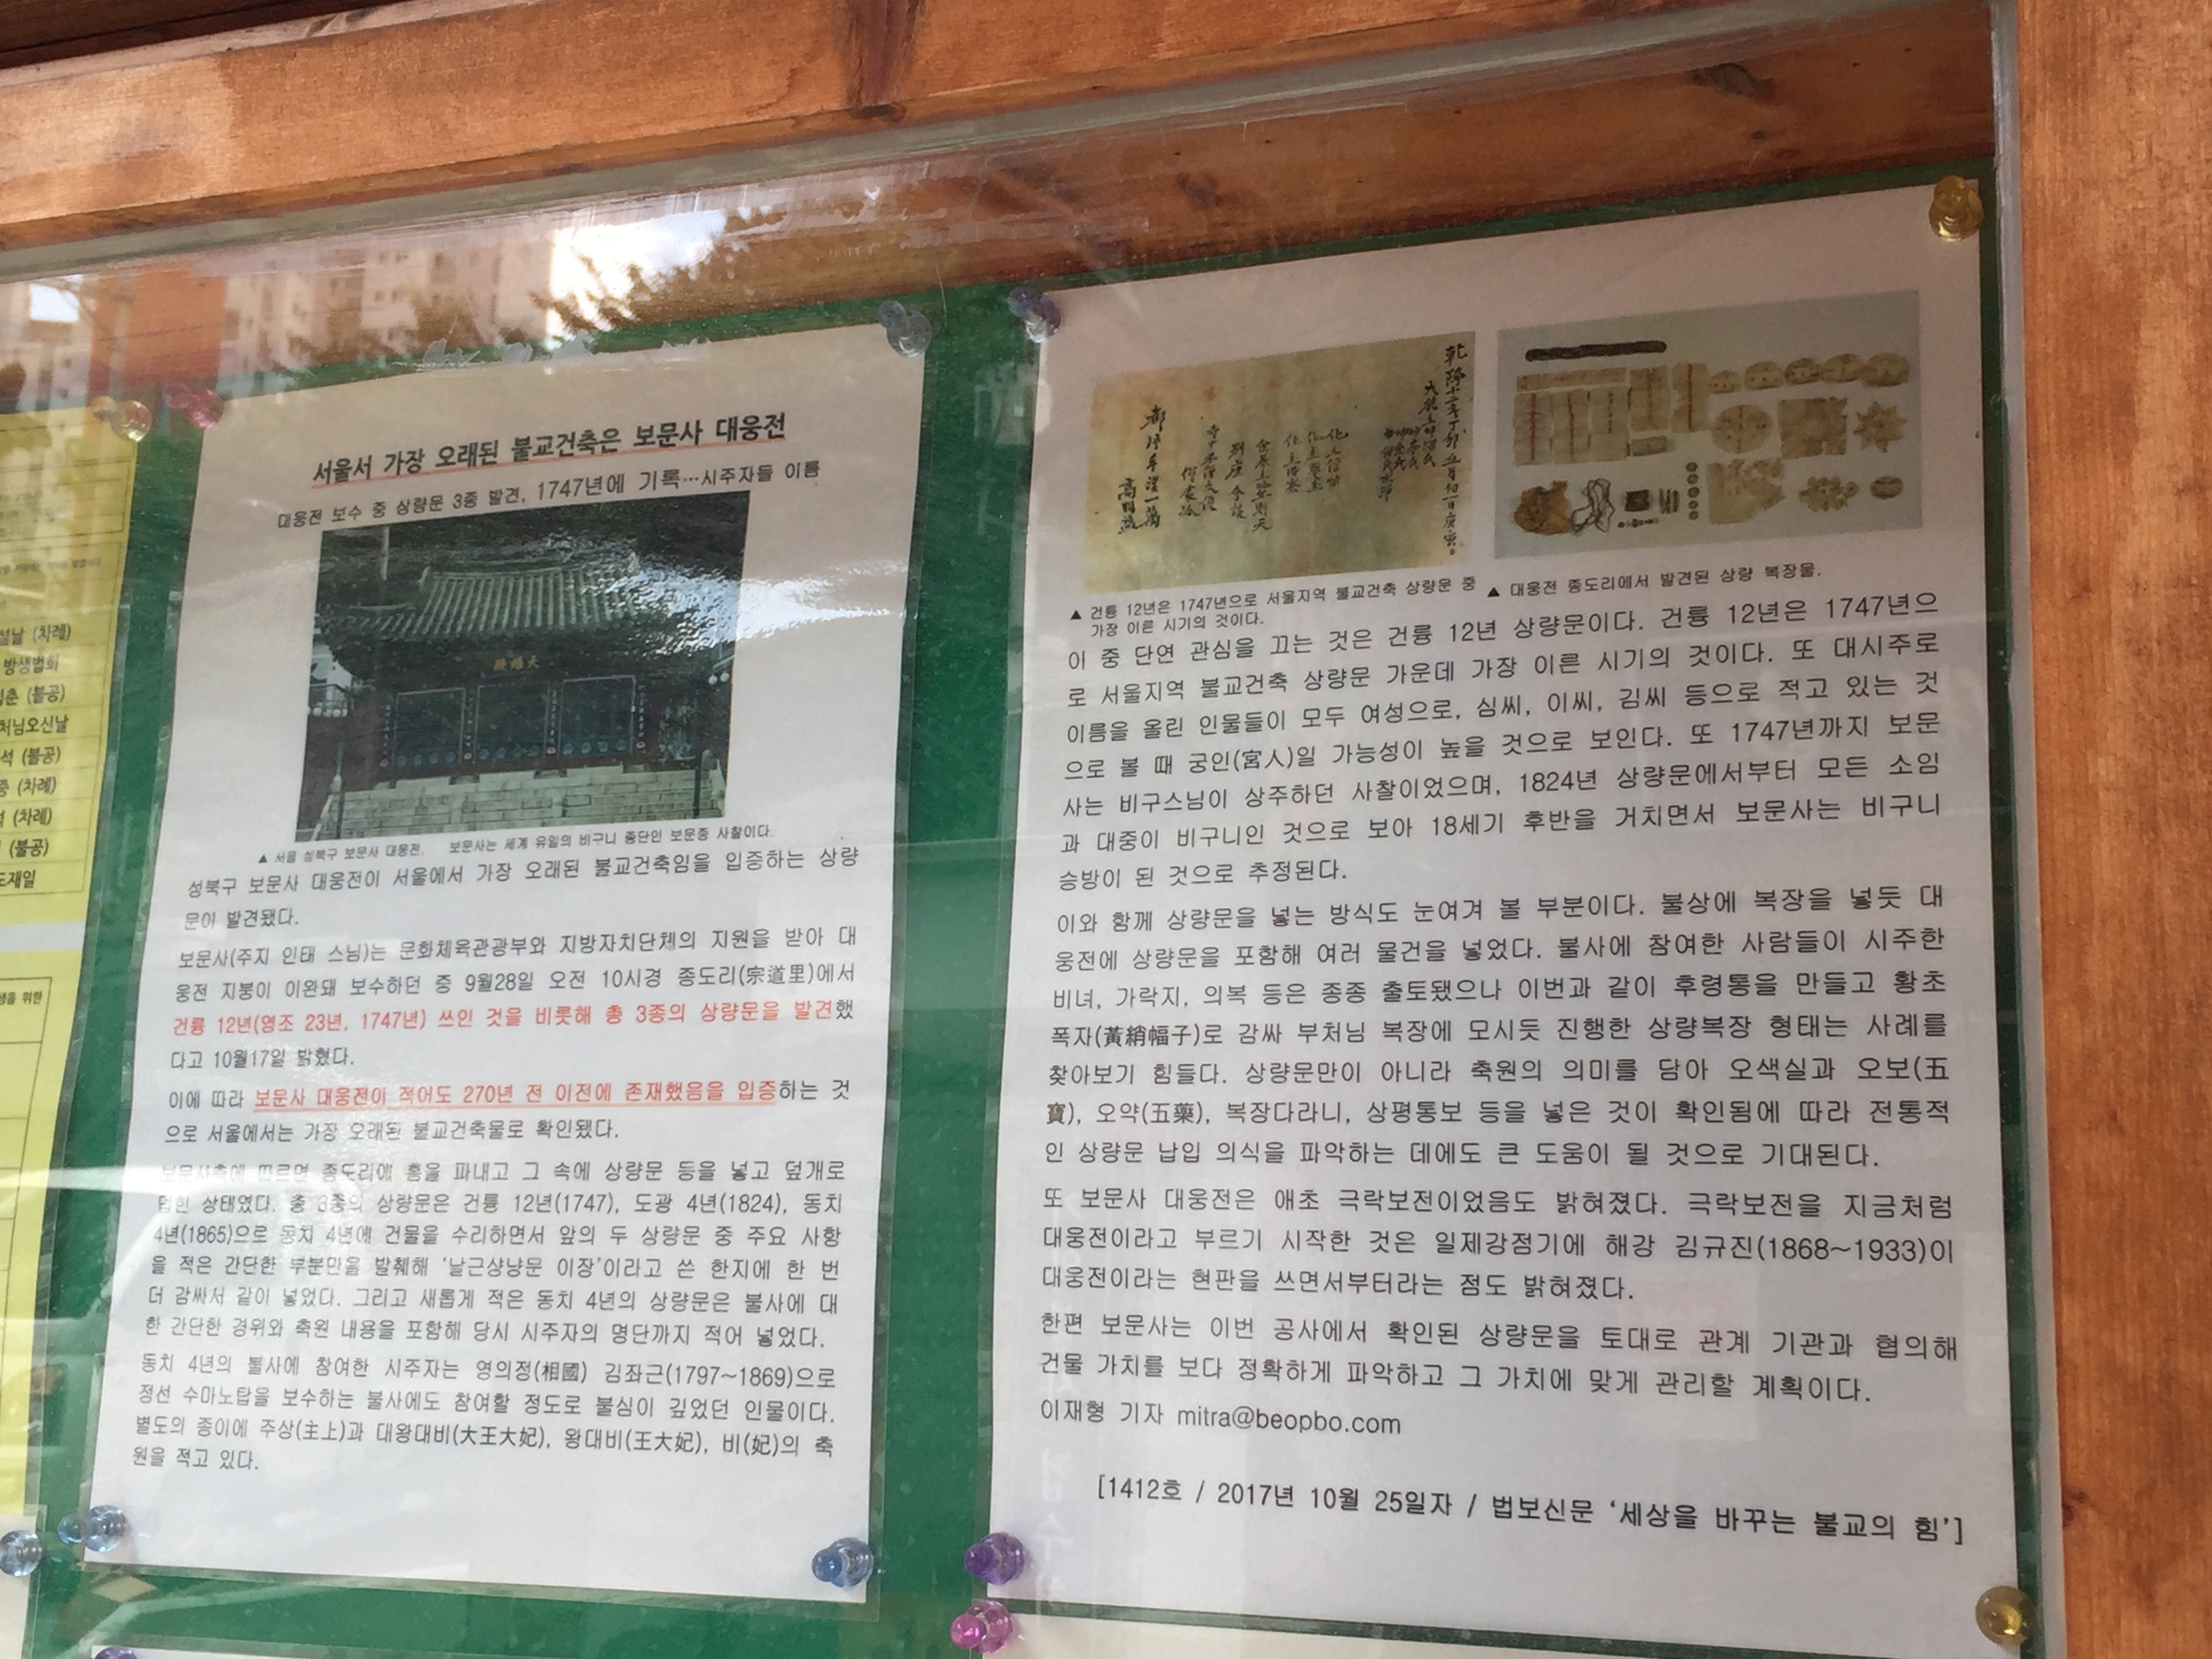 서울서 가장 오래된 불교건축은 보문사 대웅전
대웅전 보수 중 상량문 3종 발견, 1747년에 기록…시주자들 이름
大雄殿
▲ 서울 성북구 보문사 대웅전. 보문사는 세계 유일의 비구니 종단인 보문종 사찰이다.
성북구 보문사 대웅전이 서울에서 가장 오래된 불교건축임을 입증하는 상량
문이 발견됐다.
보문사(주지 인태 스님)는 문화체육관광부와 지방자치단체의 지원을 받아 대
웅전 지붕이 이완돼 보수하던 중 9월28일 오전 10시경 종도리(宗道里)에서
건륭 12년(영조 23년, 1747년) 쓰인 것을 비롯해 총 3종의 상량문을 발견했
다고 10월17일 밝혔다.
이에 따라 보문사 대웅전이 적어도 270년 전 이전에 존재했음을 입증하는 것
으로 서울에서는 가장 오래된 불교건축물로 확인됐다.
보문사측에 따르면 종도리에 홈을 파내고 그 속에 상량문 등을 넣고 덮개로
덮힌 상태였다. 총 3종의 상량문은 건륭 12년(1747), 도광 4년(1824), 동치
4년(1865)으로 동치 4년에 건물을 수리하면서 앞의 두 상량문 중 주요 사항
을 적은 간단한 부분만을 발췌해 '날근샹냥문 이장'이라고 쓴 한지에 한 번
더 감싸서 같이 넣었다. 그리고 새롭게 적은 동치 4년의 상량문은 불사에 대
한 간단한 경위와 축원 내용을 포함해 당시 시주자의 명단까지 적어 넣었다.
동치 4년의 불사에 참여한 시주자는 영의정(相國) 김좌근(1797~1869)으로
정선 수마노탑을 보수하는 불사에도 참여할 정도로 불심이 깊었던 인물이다.
별도의 종이에 주상(主上)과 대왕대비(大王大妃), 왕대비(王大妃), 비(妃)의 축
원을 적고 있다.
▲ 건륭 12년은 1747년으로 서울지역 불교건축 상량문 중
가장 이른 시기의 것이다.
▲ 대웅전 종도리에서 발견된 상량 복장물.
이 중 단연 관심을 끄는 것은 건륭 12년 상량문이다. 건륭 12년은 1747년으
로 서울지역 불교건축 상량문 가운데 가장 이른 시기의 것이다. 또 대시주로
이름을 올린 인물들이 모두 여성으로, 심씨, 이씨, 김씨 등으로 적고 있는 것
으로 볼 때 궁인(宮人)일 가능성이 높을 것으로 보인다. 또 1747년까지 보문
사는 비구스님이 상주하던 사찰이었으며, 1824년 상량문에서부터 모든 소임
과 대중이 비구니인 것으로 보아 18세기 후반을 거치면서 보문사는 비구니
승방이 된 것으로 추정된다.
이와 함께 상량문을 넣는 방식도 눈여겨 볼 부분이다. 불상에 복장을 넣듯 대
웅전에 상량문을 포함해 여러 물건을 넣었다. 불사에 참여한 사람들이 시주한
비녀, 가락지, 의복 등은 종종 출토됐으나 이번과 같이 후령통을 만들고 황초
폭자(黃綃幅子)로 감싸 부처님 복장에 모시듯 진행한 상량복장 형태는 사례를
찾아보기 힘들다. 상량문만이 아니라 축원의 의미를 담아 오색실과 오보(五
寶), 오약(五藥), 복장다라니, 상평통보 등을 넣은 것이 확인됨에 따라 전통적
인 상량문 납입 의식을 파악하는 데에도 큰 도움이 될 것으로 기대된다.
또 보문사 대웅전은 애초 극락보전이었음도 밝혀졌다. 극락보전을 지금처럼
대웅전이라고 부르기 시작한 것은 일제강점기에 해강 김규진(1868~1933)이
대웅전이라는 현판을 쓰면서부터라는 점도 밝혀졌다.
한편 보문사는 이번 공사에서 확인된 상량문을 토대로 관계 기관과 협의해
건물 가치를 보다 정확하게 파악하고 그 가치에 맞게 관리할 계획이다.
이재형 기자 mitra@beopbo.com
[1412호 / 2017년 10월 25일자 / 법보신문 '세상을 바꾸는 불교의 힘']
설날 (차례)
방생법회
(불공)
처님오신날
(불공)
(차례)
(차례)
(불공)
위한